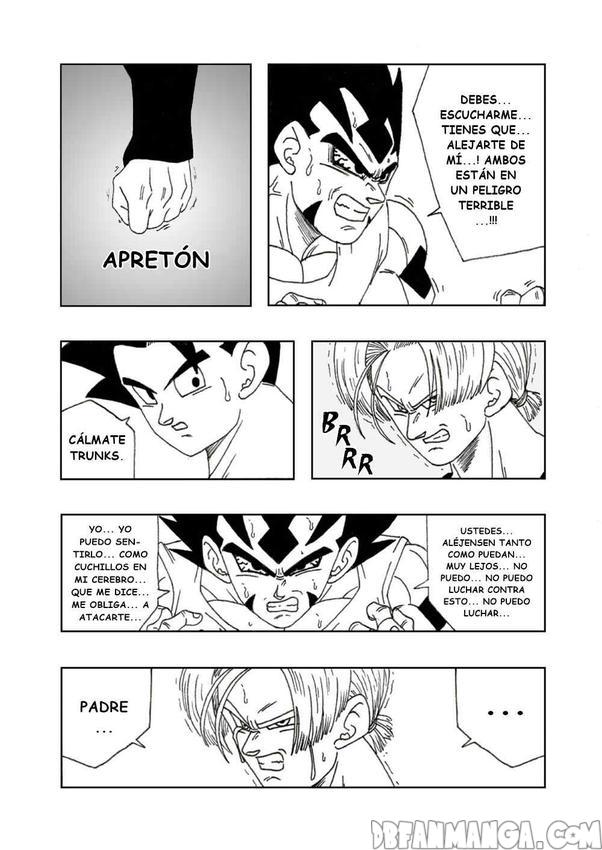 APRETÓN
DEBES...
ESCUCHARME...
TIENES QUE...
ALEJARTE DE
MÍ...! AMBOS
ESTÁN EN
UN PELIGRO
TERRIBLE
...!!!
CÁLMATE
TRUNKS.
BRRRR
YO... YO
PUEDO SEN-
TIRLO... COMO
CUCHILLOS EN
MI CEREBRO...
QUE ME DICE...
ME OBLIGA... A
ATACARTE...
USTEDES...
ALÉJENSEN TANTO
COMO PUEDAN...
MUY LEJOS... NO
PUEDO... NO PUEDO
LUCHAR CONTRA
ESTO... NO PUEDO
LUCHAR...
PADRE
...
...
DBFANMANGA.COM